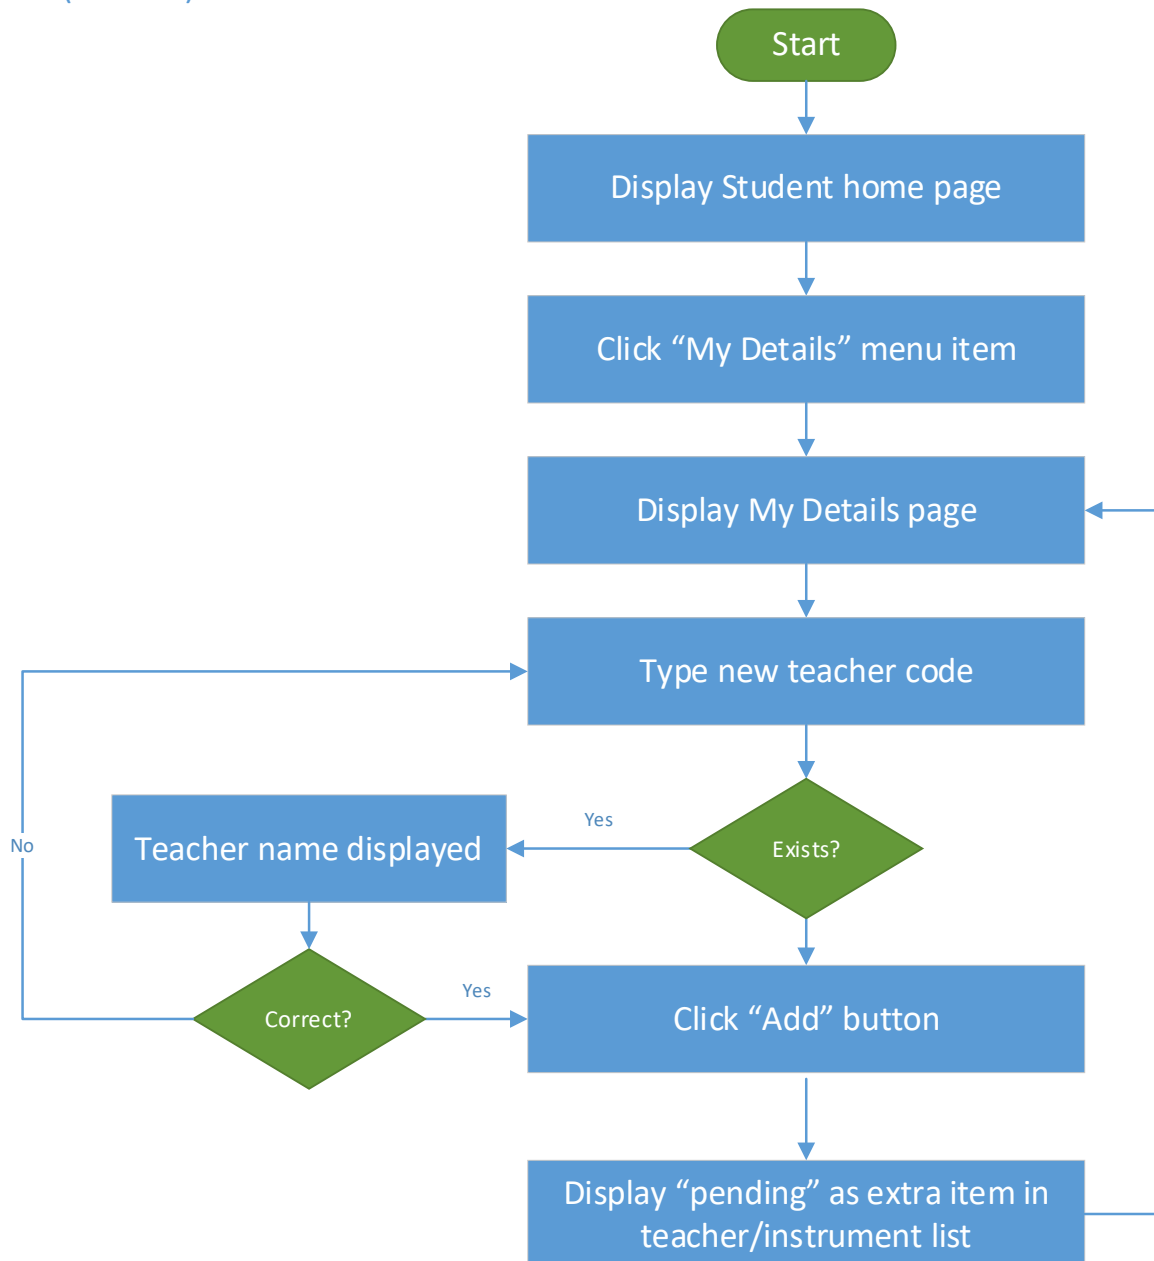 Start
Display Student home page
Click “My Details” menu item
Display My Details page
Type new teacher code
Yes
Exists?
Teacher name displayed
No
Correct?
Yes
Click “Add” button
Display “pending” as extra item in
teacher/instrument list